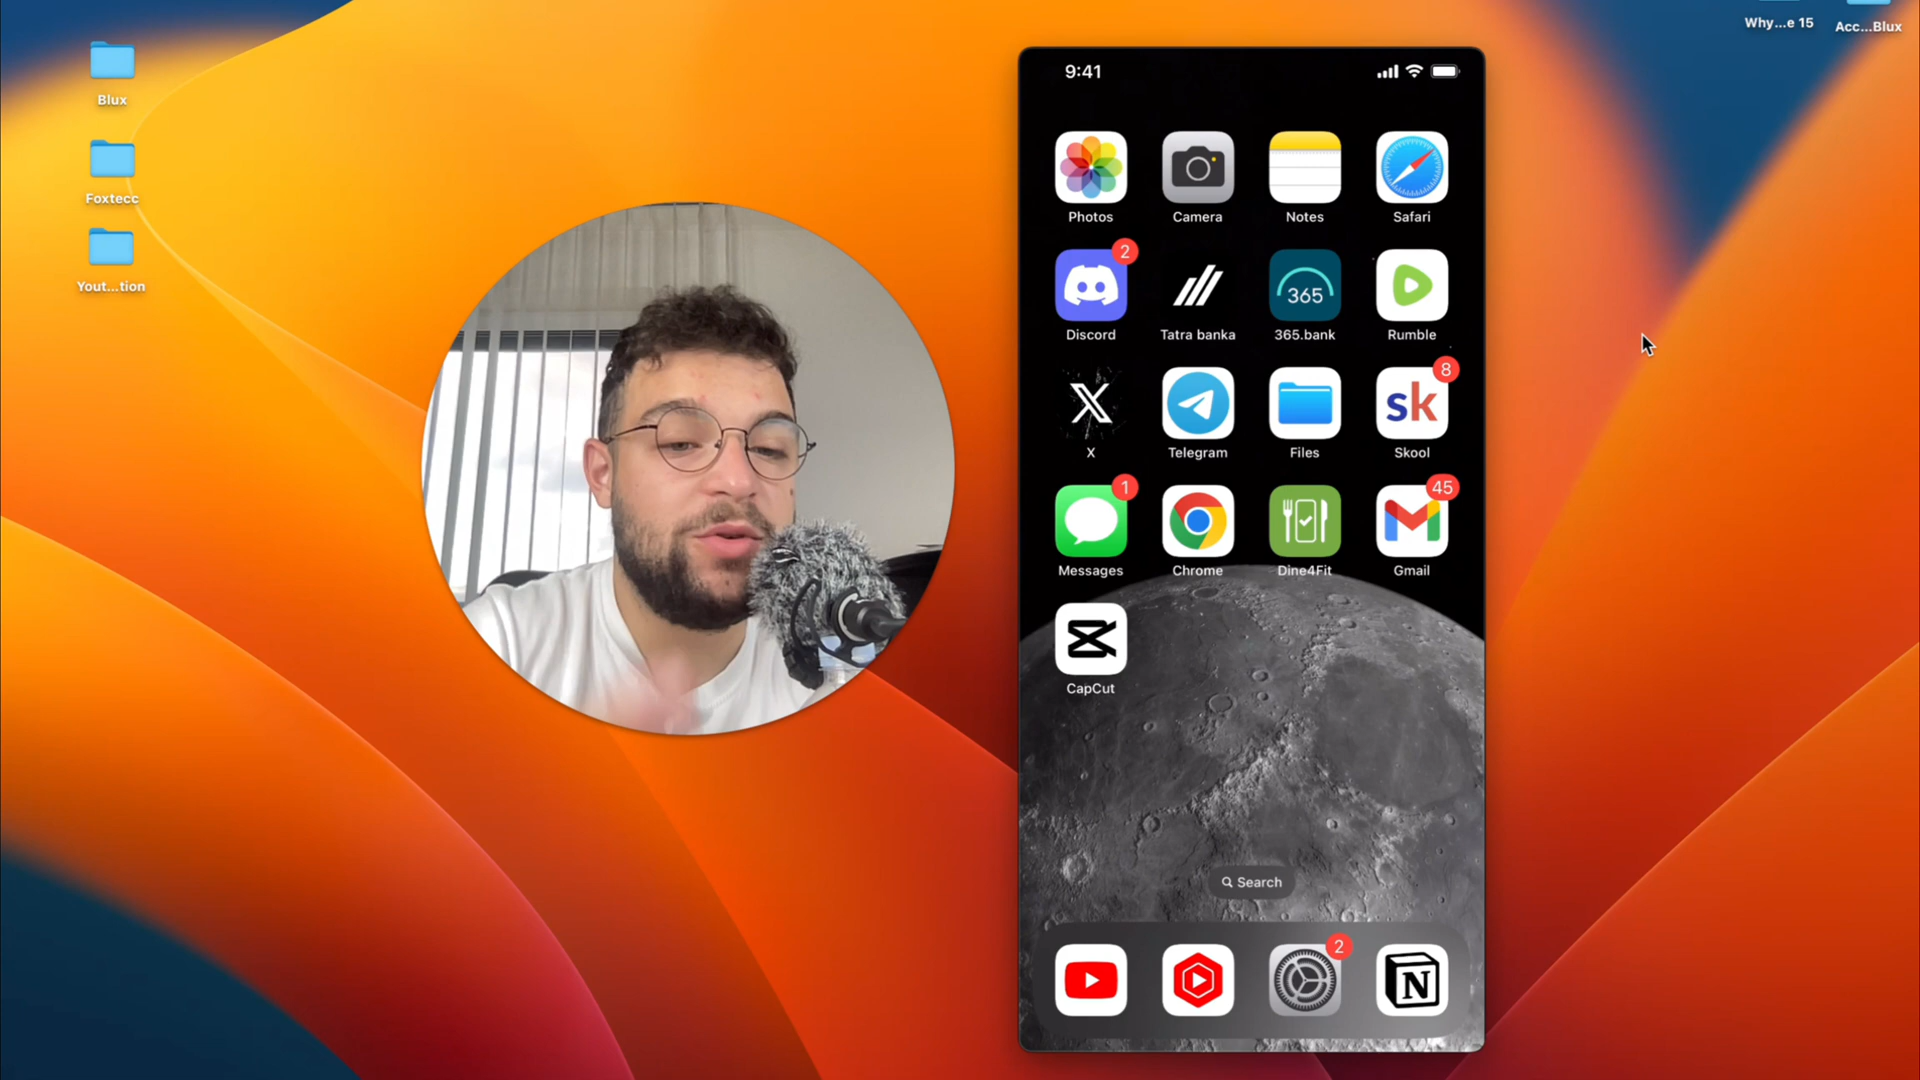 Why...e 15
Acc...Blux
Blux
Foxtecc
Yout...tion
9:41
Photos
Camera
Notes
Safari
2
365
Discord
Tatra banka
365.bank
Rumble
8
sk
X
Telegram
Files
Skool
1
45
Messages
Chrome
Dine4Fit
Gmail
CapCut
Search
2
N